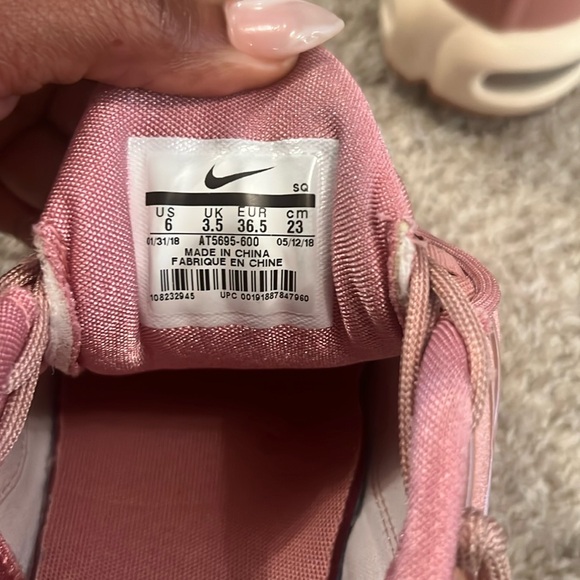 SQ
US UK EUR cm
6 3.5 36.5 23
01/31/18 AT5695-600 05/12/18
MADE IN CHINA
FABRIQUE EN CHINE
108232945 UPC 00191887847960